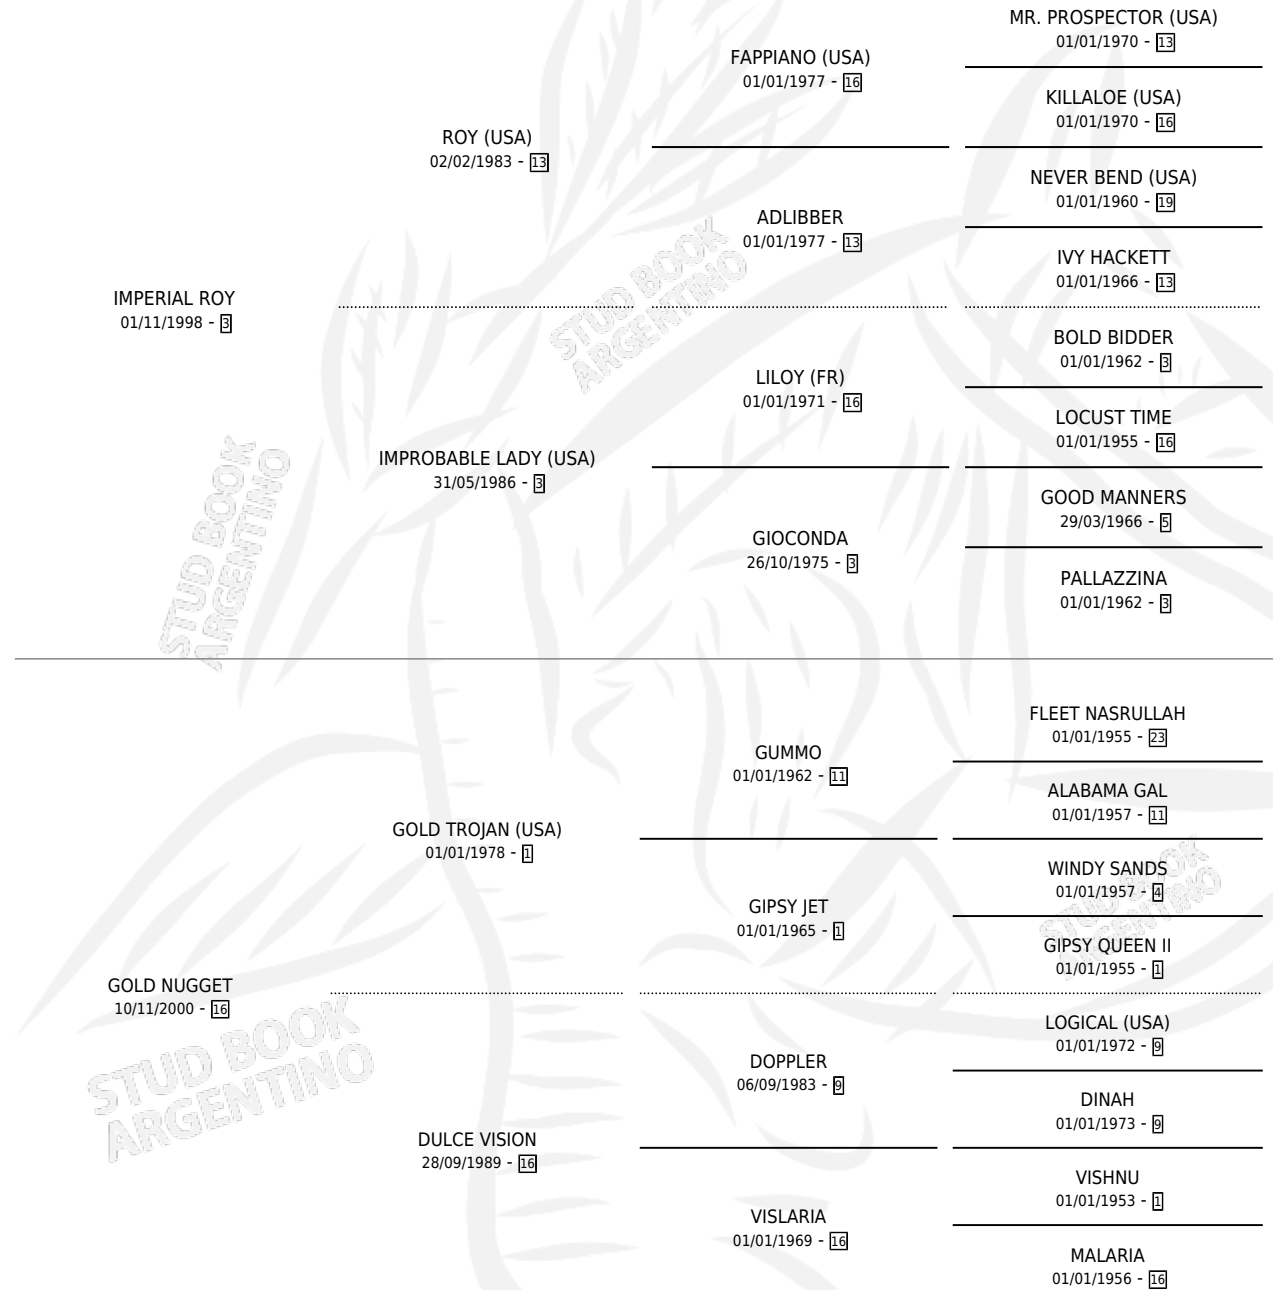 MR. PROSPECTOR (USA)
01/01/1970 - 13
FAPPIANO (USA)
01/01/1977 - 16
KILLALOE (USA)
01/01/1970 - 16
ROY (USA)
02/02/1983 - 13
NEVER BEND (USA)
01/01/1960 - 19
ADLIBBER
01/01/1977 - 13
IVY HACKETT
01/01/1966 - 13
IMPERIAL ROY
01/11/1998 - 3
STUD BOOK
ARGENTINO
BOLD BIDDER
01/01/1962 - 3
LILOY (FR)
01/01/1971 - 16
LOCUST TIME
01/01/1955 - 16
IMPROBABLE LADY (USA)
31/05/1986 - 3
STUD BOOK
ARGENTINO
GOOD MANNERS
29/03/1966 - 5
GIOCONDA
26/10/1975 - 3
PALLAZZINA
01/01/1962 - 3
FLEET NASRULLAH
01/01/1955 - 23
GUMMO
01/01/1962 - 11
ALABAMA GAL
01/01/1957 - 11
GOLD TROJAN (USA)
01/01/1978 - 1
WINDY SANDS
01/01/1957 - 4
STUD BOOK
ARGENTINO
GIPSY JET
01/01/1965 - 1
GIPSY QUEEN II
01/01/1955 - 1
GOLD NUGGET
10/11/2000 - 16
STUD BOOK
ARGENTINO
LOGICAL (USA)
01/01/1972 - 9
DOPPLER
06/09/1983 - 9
DINAH
01/01/1973 - 9
DULCE VISION
28/09/1989 - 16
VISHNU
01/01/1953 - 1
VISLARIA
01/01/1969 - 16
MALARIA
01/01/1956 - 16